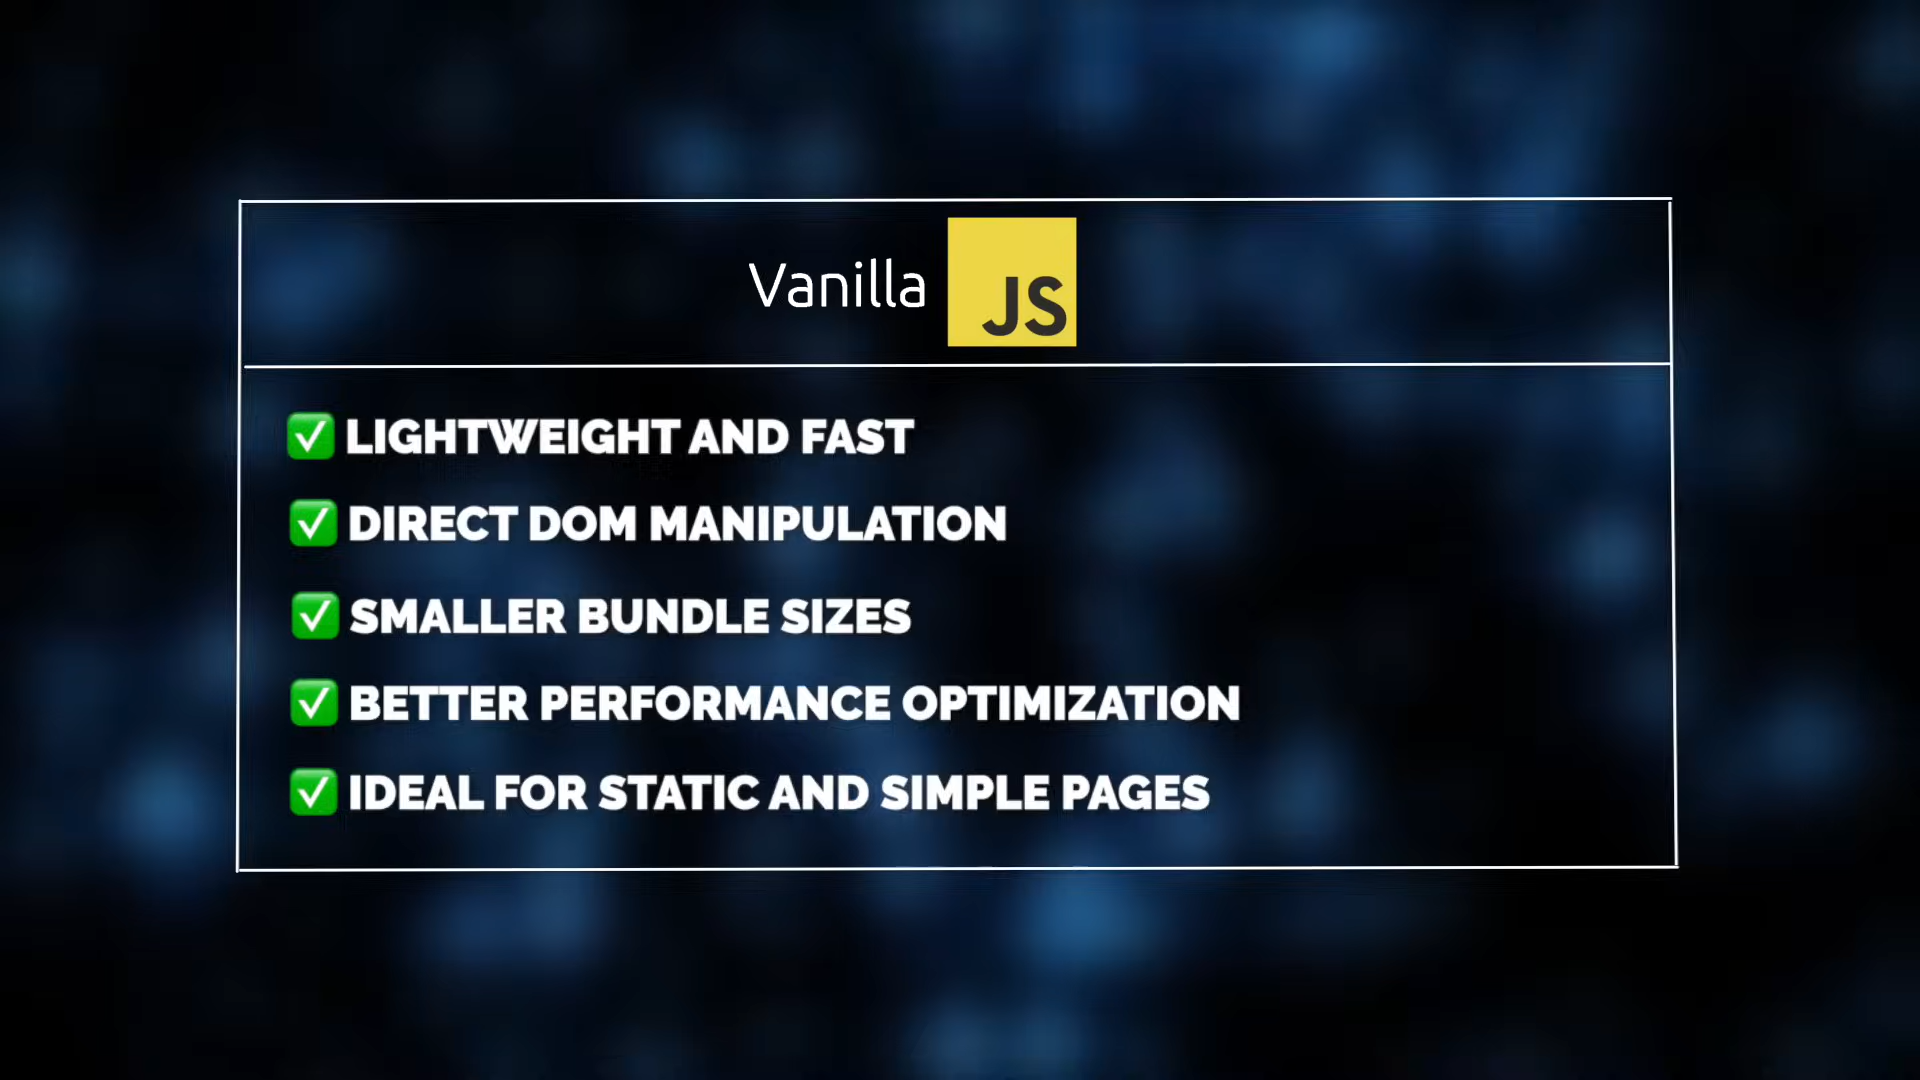 Vanilla JS
LIGHTWEIGHT AND FAST
DIRECT DOM MANIPULATION
SMALLER BUNDLE SIZES
BETTER PERFORMANCE OPTIMIZATION
IDEAL FOR STATIC AND SIMPLE PAGES